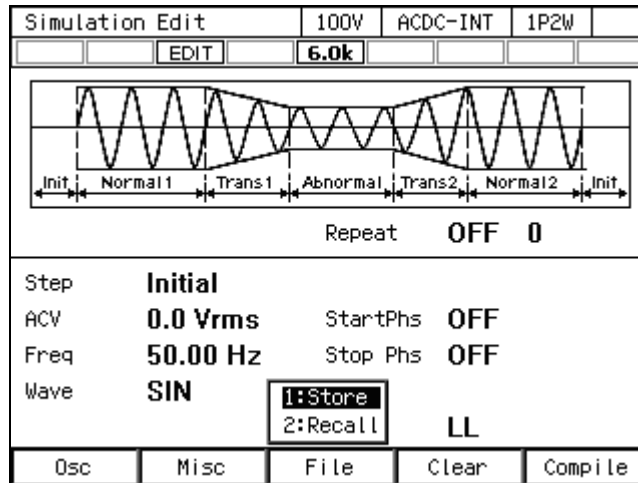 Simulation Edit 100V ACDC-INT 1P2W
EDIT 6.0k
Init Normal1 Trans1 Abnormal Trans2 Normal2 Init
Repeat OFF 0
Step Initial
ACV 0.0 Vrms StartPhs OFF
Freq 50.00 Hz Stop Phs OFF
Wave SIN
1:Store
2:Recall LL
Osc Misc File Clear Compile